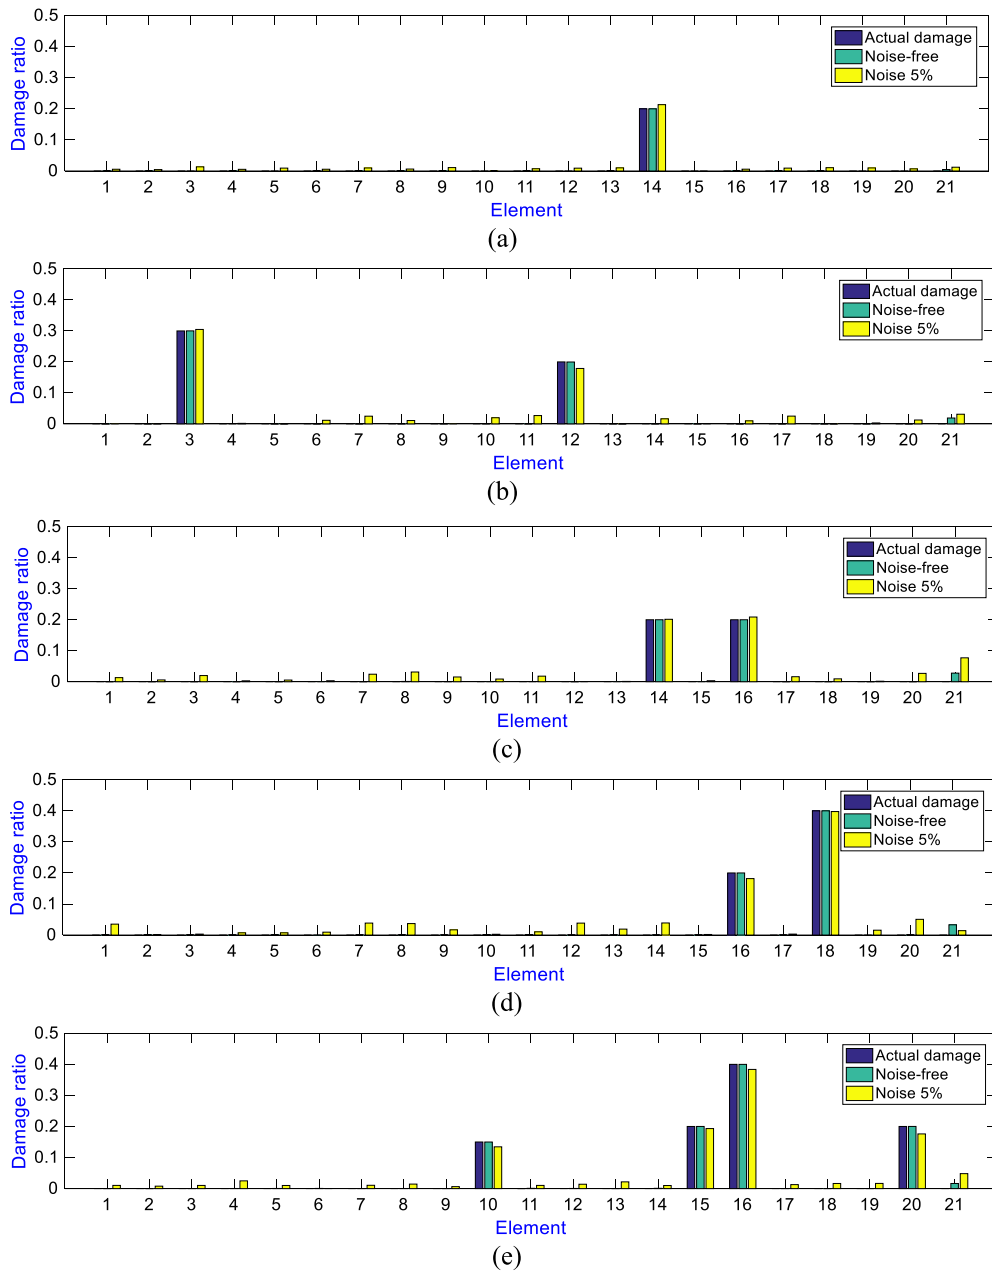 0.5
0.4
0.3
0.2
0.1
0
Damage ratio
Actual damage
Noise-free
Noise 5%
1 2 3 4 5 6 7 8 9 10 11 12 13 14 15 16 17 18 19 20 21
Element
(a)
0.5
0.4
0.3
0.2
0.1
0
Damage ratio
Actual damage
Noise-free
Noise 5%
1 2 3 4 5 6 7 8 9 10 11 12 13 14 15 16 17 18 19 20 21
Element
(b)
0.5
0.4
0.3
0.2
0.1
0
Damage ratio
Actual damage
Noise-free
Noise 5%
1 2 3 4 5 6 7 8 9 10 11 12 13 14 15 16 17 18 19 20 21
Element
(c)
0.5
0.4
0.3
0.2
0.1
0
Damage ratio
Actual damage
Noise-free
Noise 5%
1 2 3 4 5 6 7 8 9 10 11 12 13 14 15 16 17 18 19 20 21
Element
(d)
0.5
0.4
0.3
0.2
0.1
0
Damage ratio
Actual damage
Noise-free
Noise 5%
1 2 3 4 5 6 7 8 9 10 11 12 13 14 15 16 17 18 19 20 21
Element
(e)